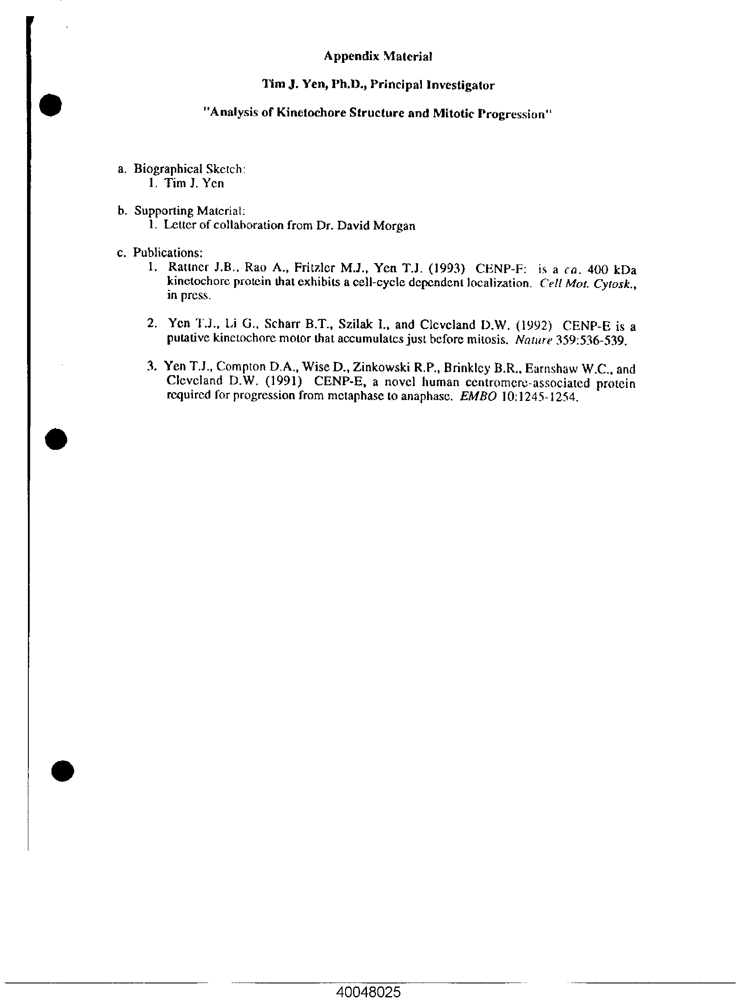 Appendix Material
Tim J. Yen, Ph.D., Principal Investigator
"Analysis of Kinetochore Structure and Mitotic Progression"
a. Biographical Sketch:
1. Tim J. Yen
b. Supporting Material:
1. Letter of collaboration from Dr. David Morgan
c. Publications:
1. Rattner J.B., Rao A., Fritzler M.J., Yen T.J. (1993) CENP-F: is a ca. 400 kDa
kinetochore protein that exhibits a cell-cycle dependent localization. Cell Mot. Cytosk.,
in press.
2. Yen T.J., Li G., Scharr B.T., Szilak I., and Cleveland D.W. (1992) CENP-E is a
putative kinetochore motor that accumulates just before mitosis. Nature 359:536-539.
3. Yen T.J., Compton D.A., Wise D., Zinkowski R.P., Brinkley B.R., Earnshaw W.C., and
Cleveland D.W. (1991) CENP-E, a novel human centromere-associated protein
required for progression from metaphase to anaphase. EMBO 10:1245-1254.
40048025